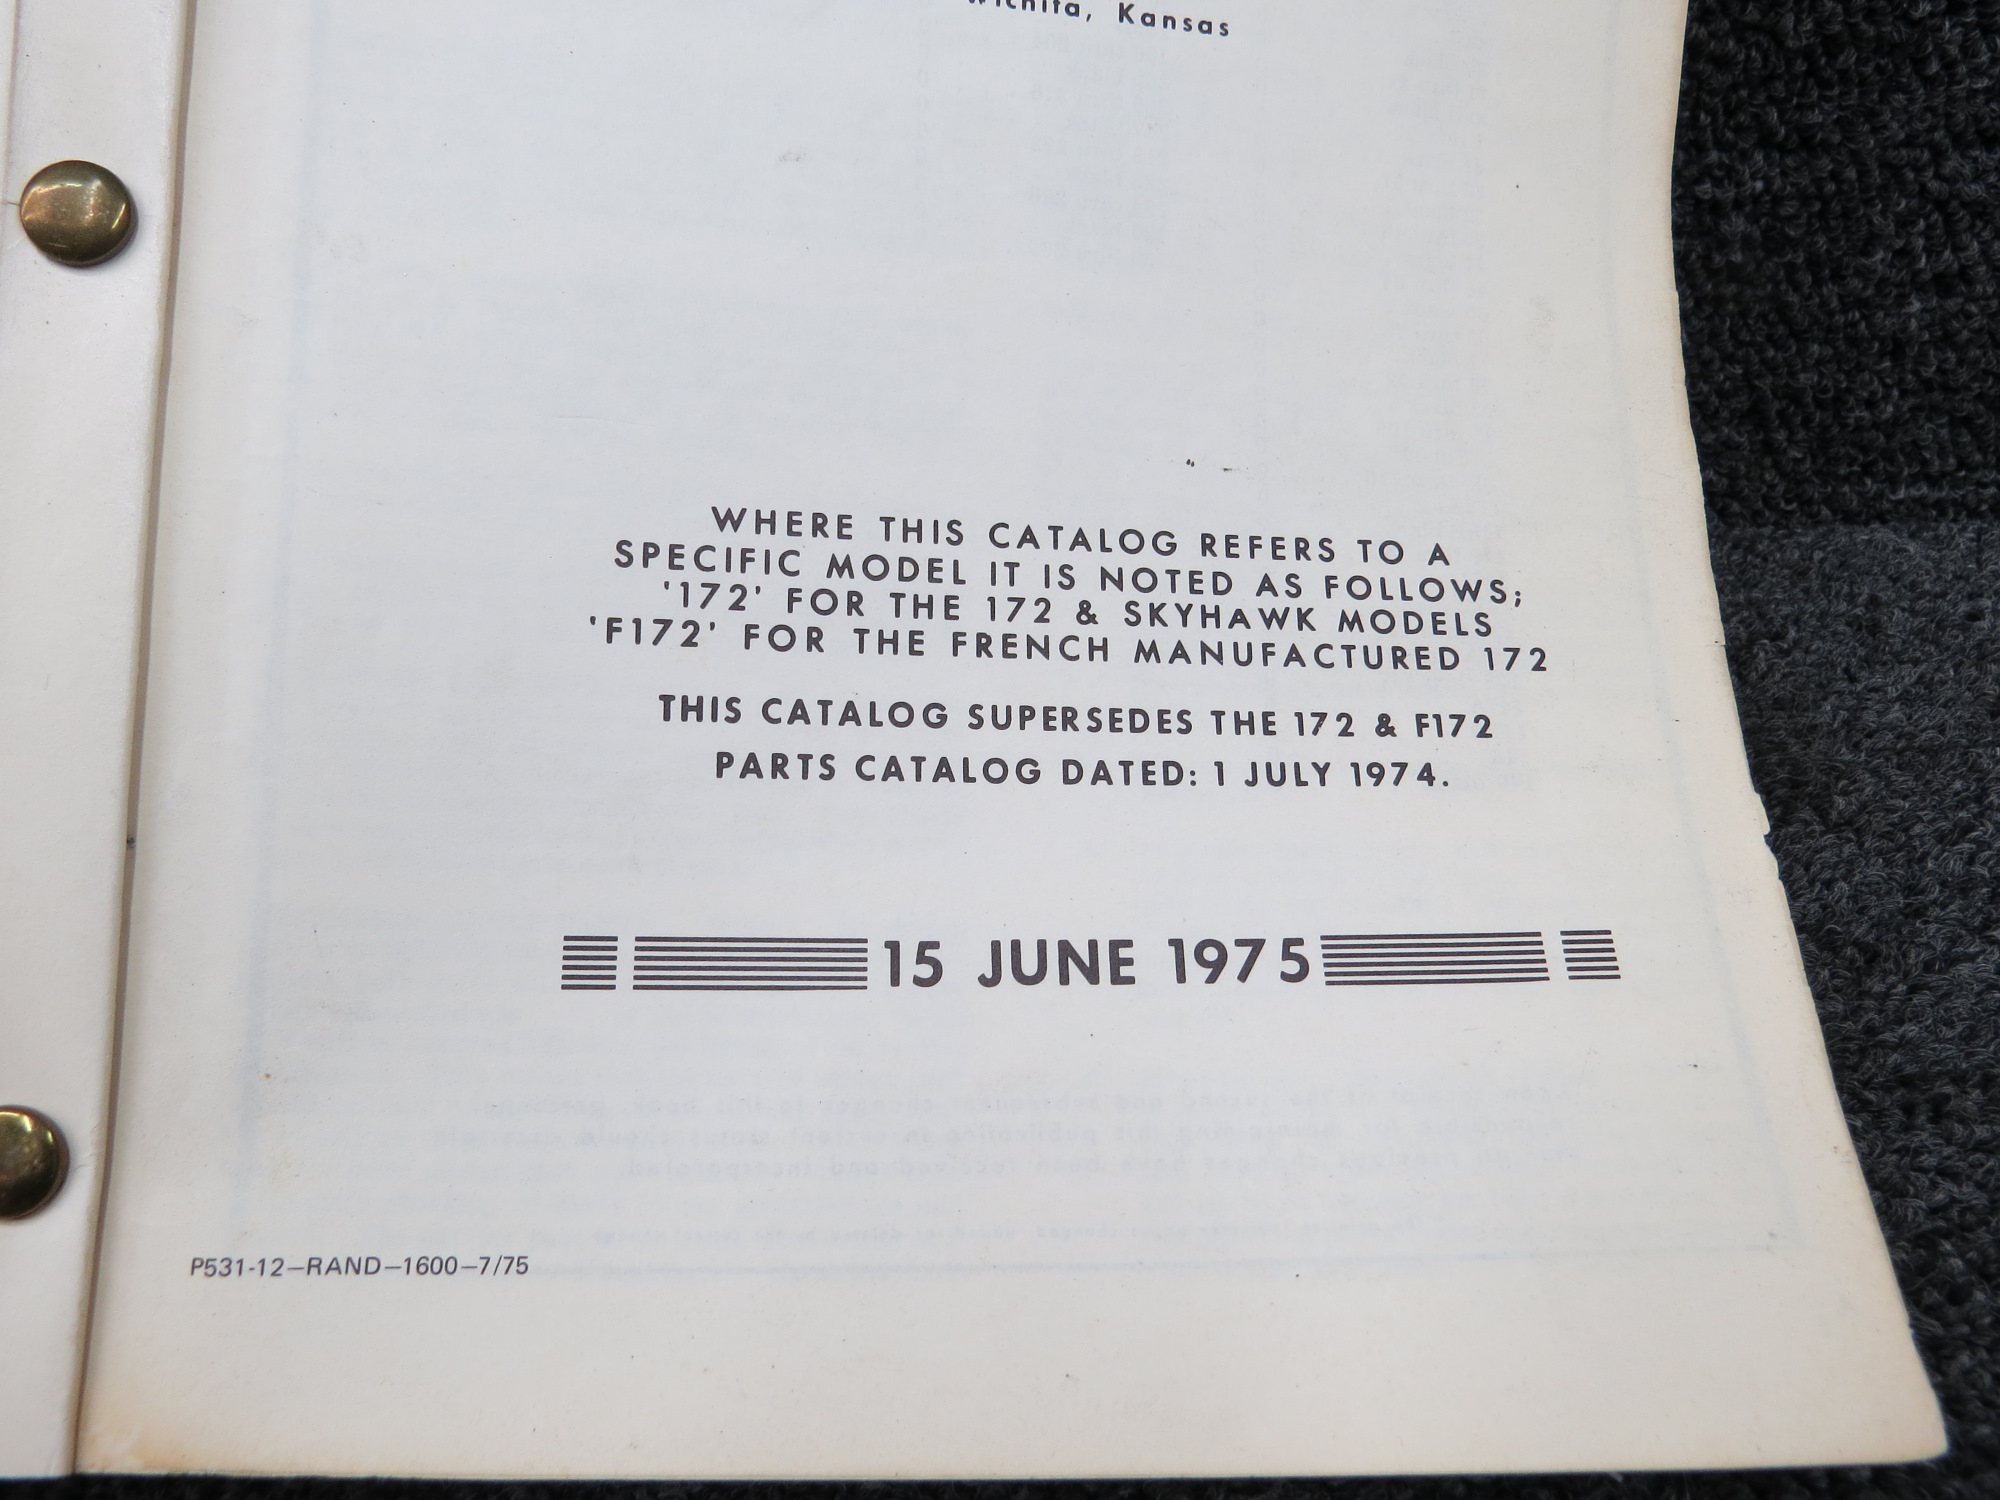 Wichita, Kansas
WHERE THIS CATALOG REFERS TO A
SPECIFIC MODEL IT IS NOTED AS FOLLOWS;
'172' FOR THE 172 & SKYHAWK MODELS
'F172' FOR THE FRENCH MANUFACTURED 172
THIS CATALOG SUPERSEDES THE 172 & F172
PARTS CATALOG DATED: 1 JULY 1974.
15 JUNE 1975
P531-12—RAND—1600—7/75